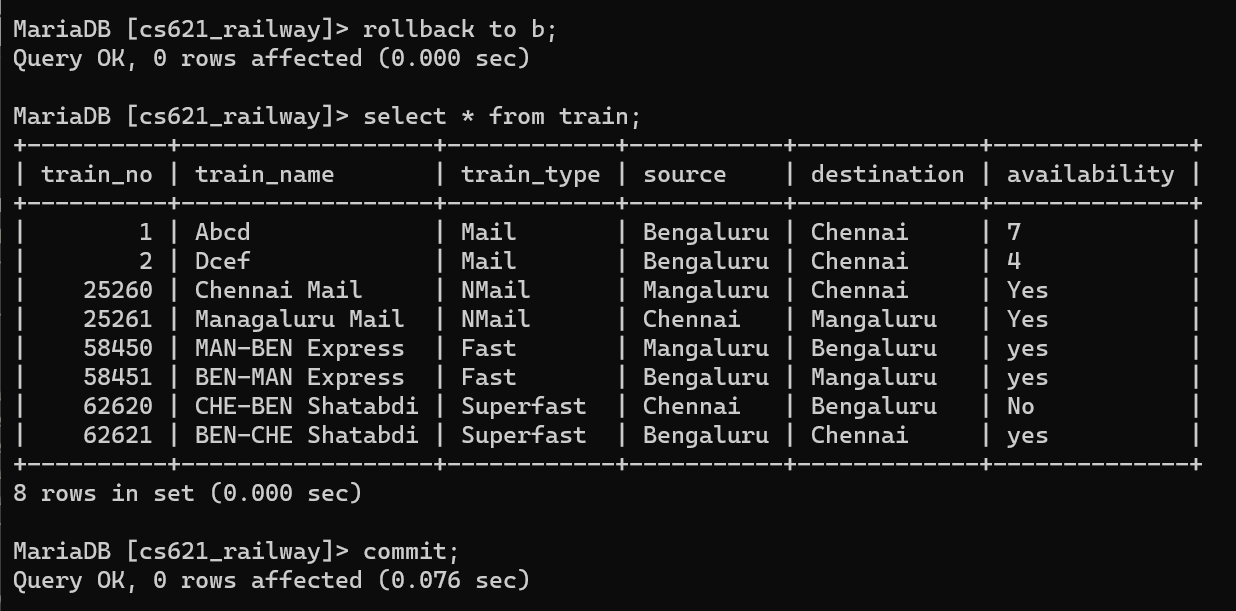 MariaDB [cs621_railway]> rollback to b;
Query OK, 0 rows affected (0.000 sec)
MariaDB [cs621_railway]> select * from train;
+----------+------------------+------------+-----------+-------------+--------------+
| train_no | train_name       | train_type | source    | destination | availability |
+----------+------------------+------------+-----------+-------------+--------------+
|        1 | Abcd             | Mail       | Bengaluru | Chennai     | 7            |
|        2 | Dcef             | Mail       | Bengaluru | Chennai     | 4            |
|    25260 | Chennai Mail     | NMail      | Mangaluru | Chennai     | Yes          |
|    25261 | Managaluru Mail  | NMail      | Chennai   | Mangaluru   | Yes          |
|    58450 | MAN-BEN Express  | Fast       | Mangaluru | Bengaluru   | yes          |
|    58451 | BEN-MAN Express  | Fast       | Bengaluru | Mangaluru   | yes          |
|    62620 | CHE-BEN Shatabdi | Superfast  | Chennai   | Bengaluru   | No           |
|    62621 | BEN-CHE Shatabdi | Superfast  | Bengaluru | Chennai     | yes          |
+----------+------------------+------------+-----------+-------------+--------------+
8 rows in set (0.000 sec)
MariaDB [cs621_railway]> commit;
Query OK, 0 rows affected (0.076 sec)